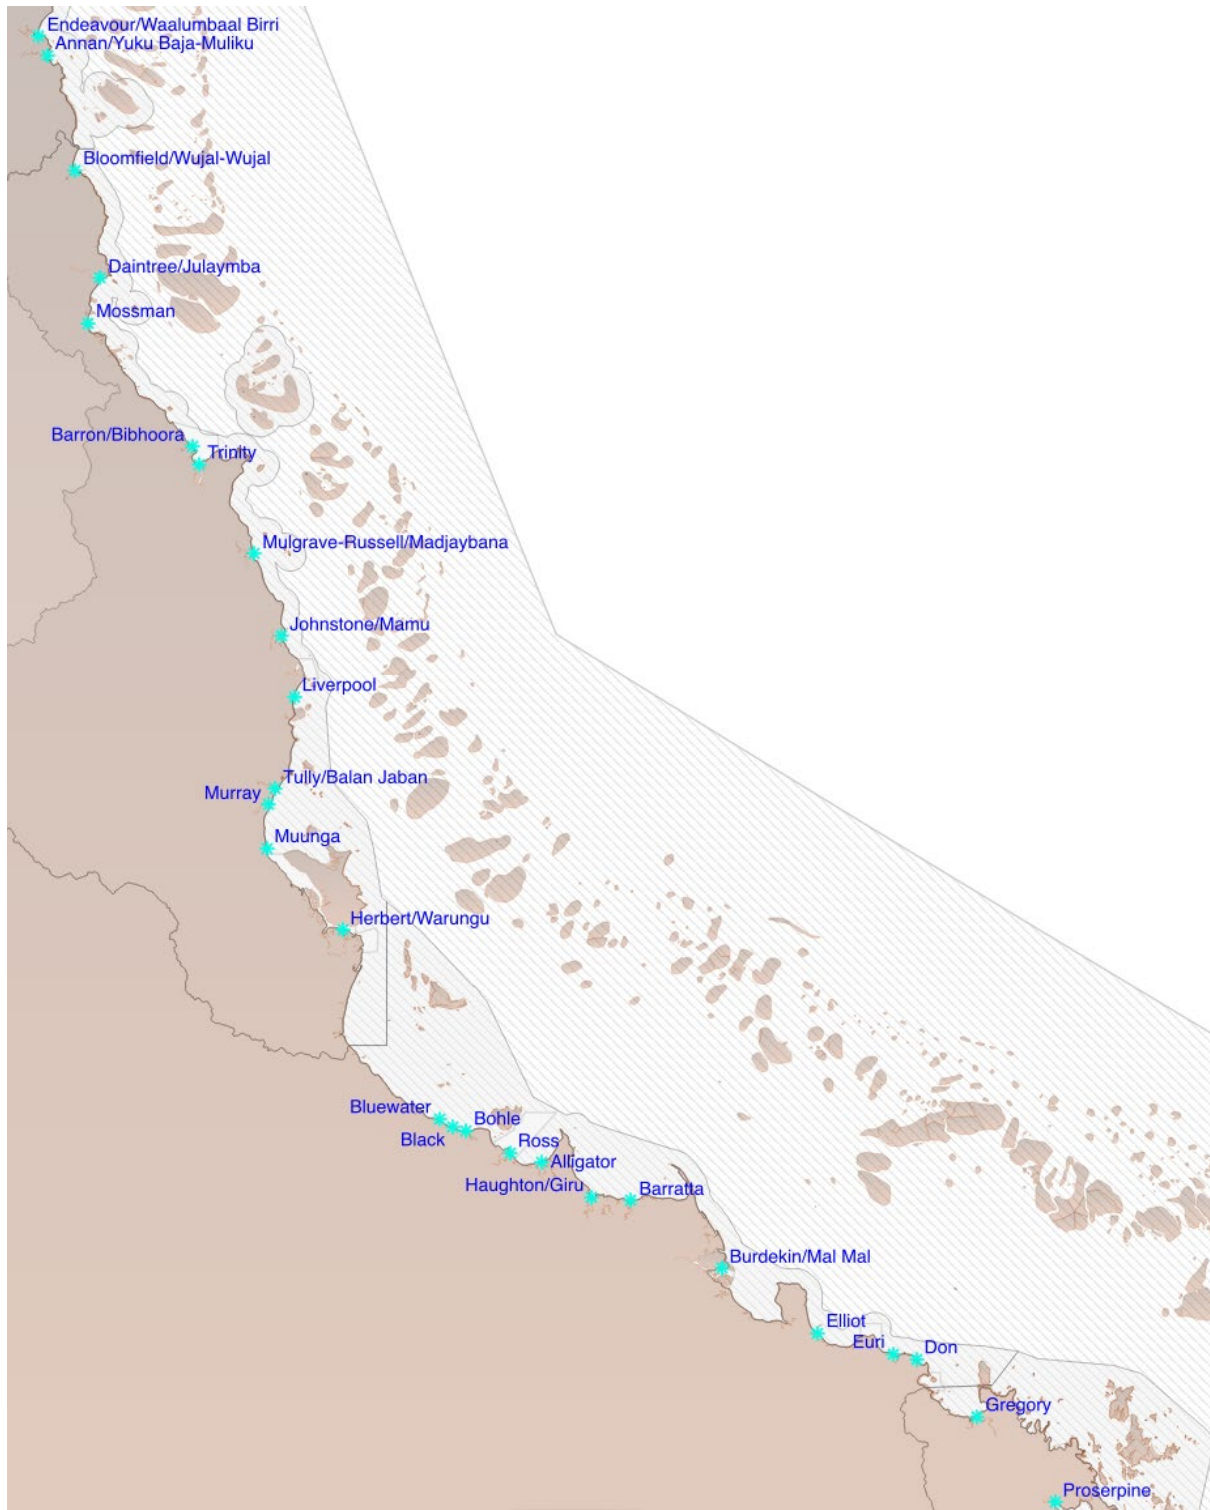 Endeavour/Waalumbaal Birri
Annan/Yuku Baja-Muliku
Bloomfield/Wujal-Wujal
Daintree/Julaymba
Mossman
Barron/Bibhoora
Trinity
Mulgrave-Russell/Madjaybana
Johnstone/Mamu
Liverpool
Tully/Balan Jaban
Murray
Muunga
Herbert/Warungu
Bluewater
Bohle
Black
Ross
Alligator
Haughton/Giru
Barratta
Burdekin/Mal Mal
Elliot
Euri
Don
Gregory
Proserpine